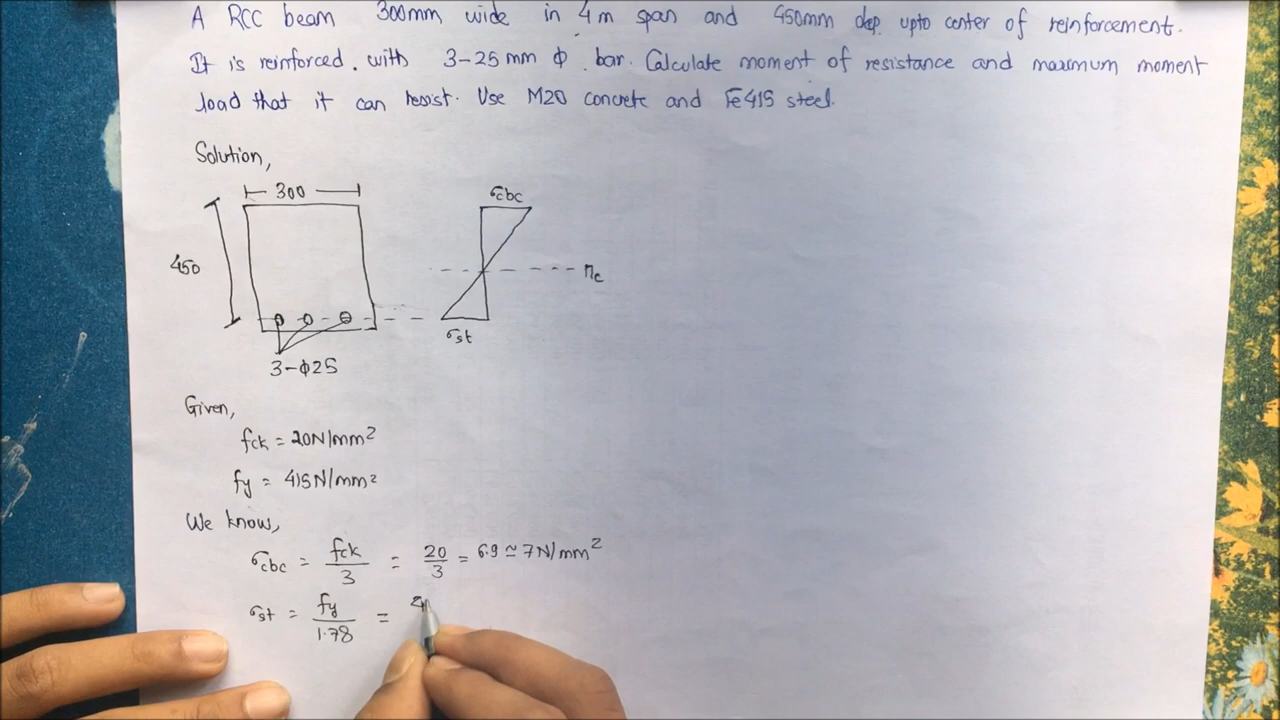 A RCC beam 300mm wide in 4m span and 450mm dep upto center of reinforcement.
It is reinforced with 3-25mm ϕ bar. Calculate moment of resistance and maximum moment
load that it can resist. Use M20 concrete and Fe415 steel.
Solution,
300
σcbc
450
nc
σst
3-ϕ25
Given,
fck = 20N/mm²
fy = 415N/mm²
We know,
σcbc = fck/3 = 20/3 = 6.9 ≃ 7N/mm²
σst = fy/1.78 = 4